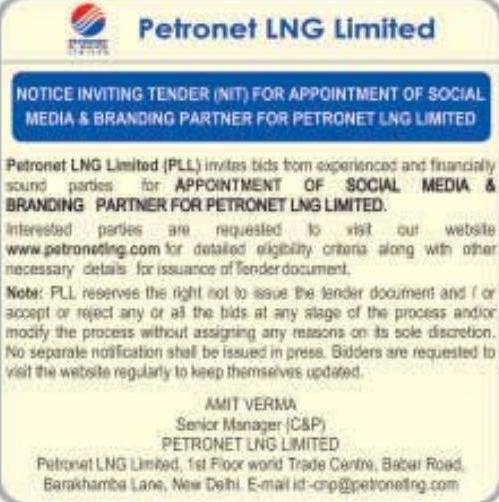 Petronet LNG Limited
NOTICE INVITING TENDER (NIT) FOR APPOINTMENT OF SOCIAL
MEDIA & BRANDING PARTNER FOR PETRONET LNG LIMITED
Petronet LNG Limited (PLL) invites bids from experienced and financially
sound parties for APPOINTMENT OF SOCIAL MEDIA &
BRANDING PARTNER FOR PETRONET LNG LIMITED.
Interested parties are requested to visit our website
www.petronetlng.com for detailed eligibility criteria along with other
necessary details for issuance of Tender document.
Note: PLL reserves the right not to issue the tender document and / or
accept or reject any or all the bids at any stage of the process and/or
modify the process without assigning any reasons on its sole discretion.
No separate notification shall be issued in press. Bidders are requested to
visit the website regularly to keep themselves updated.
AMIT VERMA
Senior Manager (C&P)
PETRONET LNG LIMITED
Petronet LNG Limited, 1st Floor world Trade Centre, Babar Road,
Barakhamba Lane, New Delhi. E-mail id -cnp@petronetlng.com